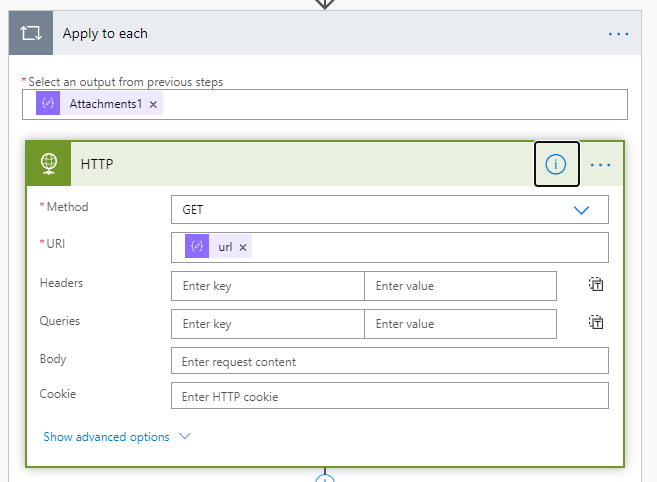 Apply to each
* Select an output from previous steps
Attachments1
HTTP
* Method
GET
* URI
url
Headers
Enter key
Enter value
Queries
Enter key
Enter value
Body
Enter request content
Cookie
Enter HTTP cookie
Show advanced options